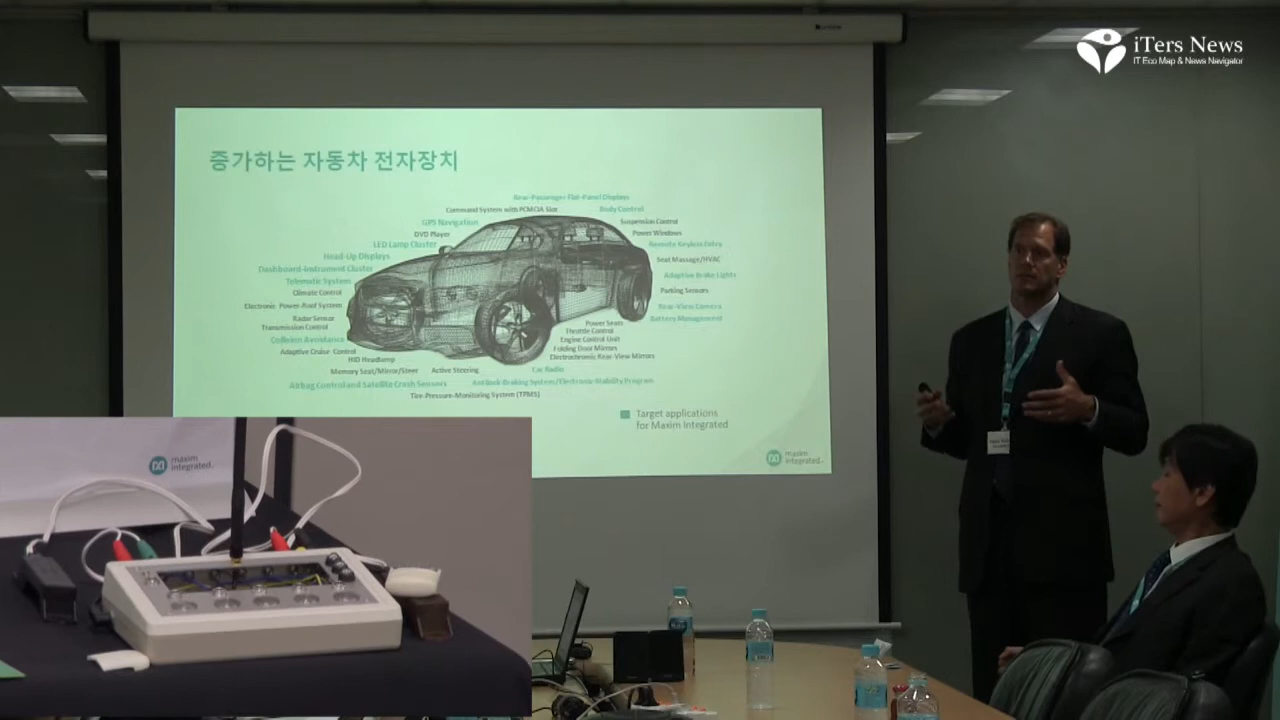 iTers News
IT Eco Map & News Navigator
증가하는 자동차 전자장치
Rear-Passenger Flat-Panel Displays
Command System with PCMCIA Slot
Body Control
GPS Navigation
Suspension Control
DVD Player
Power Windows
LED Lamp Cluster
Remote Keyless Entry
Head-Up Displays
Seat Massage/HVAC
Dashboard-Instrument Cluster
Adaptive Brake Lights
Telematic System
Climate Control
Parking Sensors
Electronic Power-Roof System
Rear-View Camera
Radar Sensor
Battery Management
Transmission Control
Power Seats
Throttle Control
Collision Avoidance
Engine Control Unit
Adaptive Cruise Control
Folding Door Mirrors
HID Headlamp
Electrochromic Rear-View Mirrors
Memory Seat/Mirror/Steer
Active Steering
Car Radio
Airbag Control and Satellite Crash Sensors
Antilock-Braking System/Electronic-Stability Program
Tire-Pressure-Monitoring System (TPMS)
Target applications
for Maxim Integrated
maxim
integrated.
maxim
integrated.